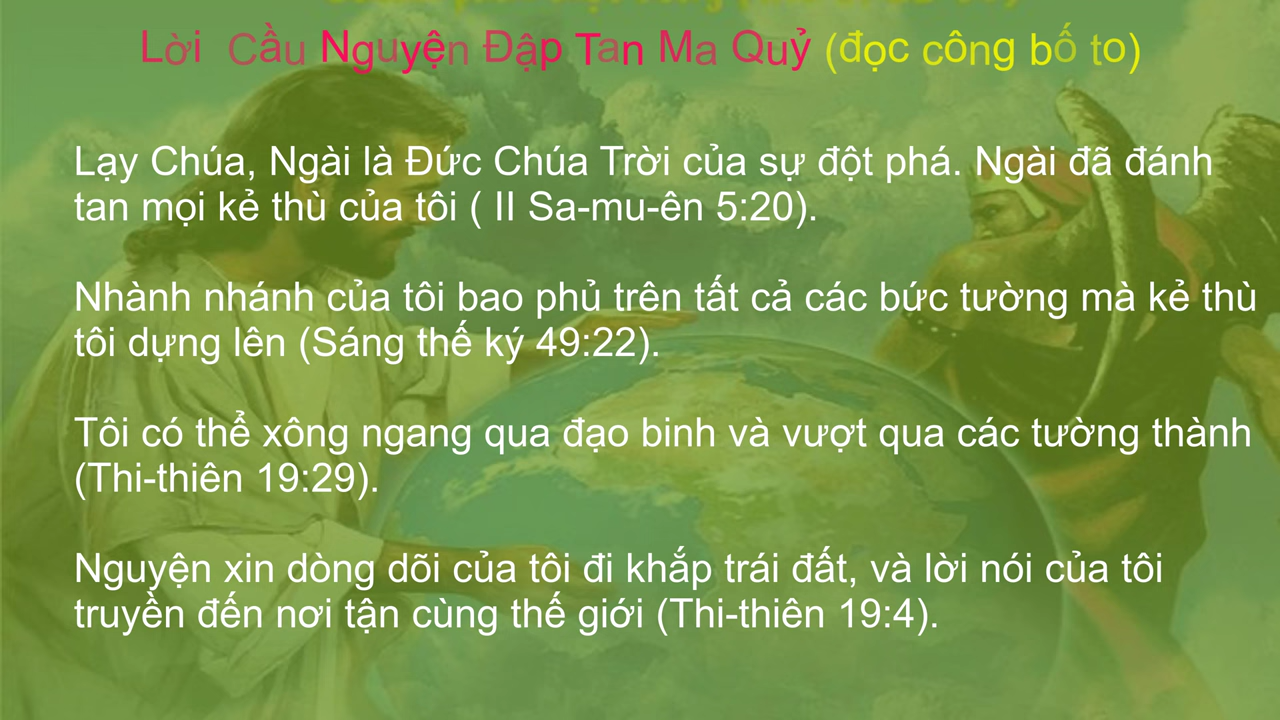 Lời Cầu Nguyện Đập Tan Ma Quỷ (đọc công bố to)
Lạy Chúa, Ngài là Đức Chúa Trời của sự đột phá. Ngài đã đánh
tan mọi kẻ thù của tôi ( II Sa-mu-ên 5:20).
Nhành nhánh của tôi bao phủ trên tất cả các bức tường mà kẻ thù
tôi dựng lên (Sáng thế ký 49:22).
Tôi có thể xông ngang qua đạo binh và vượt qua các tường thành
(Thi-thiên 19:29).
Nguyện xin dòng dõi của tôi đi khắp trái đất, và lời nói của tôi
truyền đến nơi tận cùng thế giới (Thi-thiên 19:4).